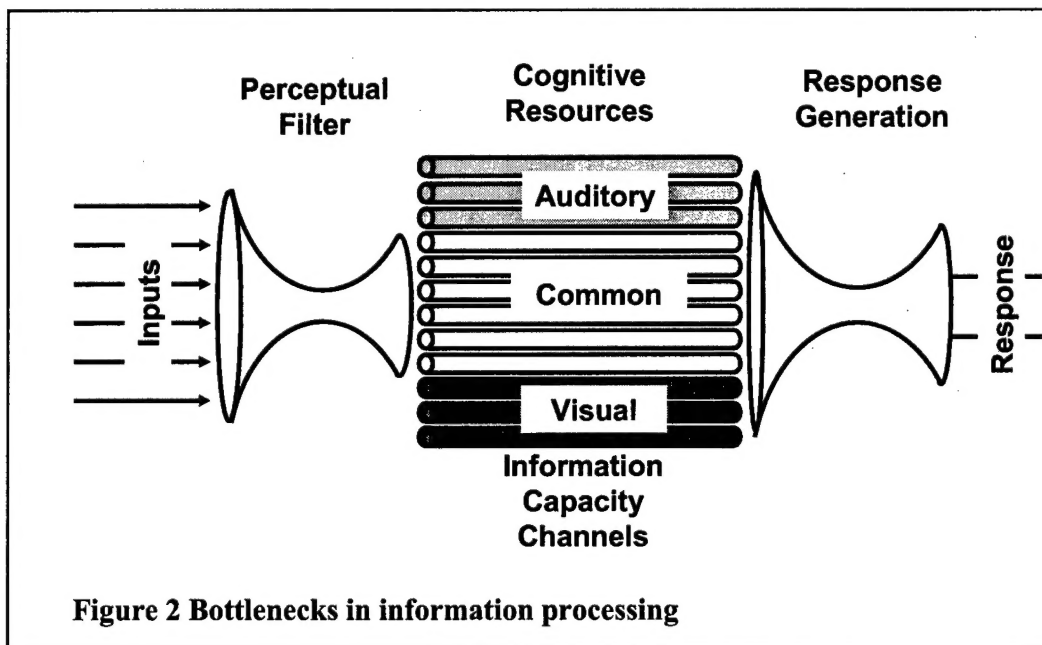 Perceptual
Filter
Cognitive
Resources
Response
Generation
Inputs
Auditory
Common
Visual
Response
Information
Capacity
Channels
Figure 2 Bottlenecks in information processing